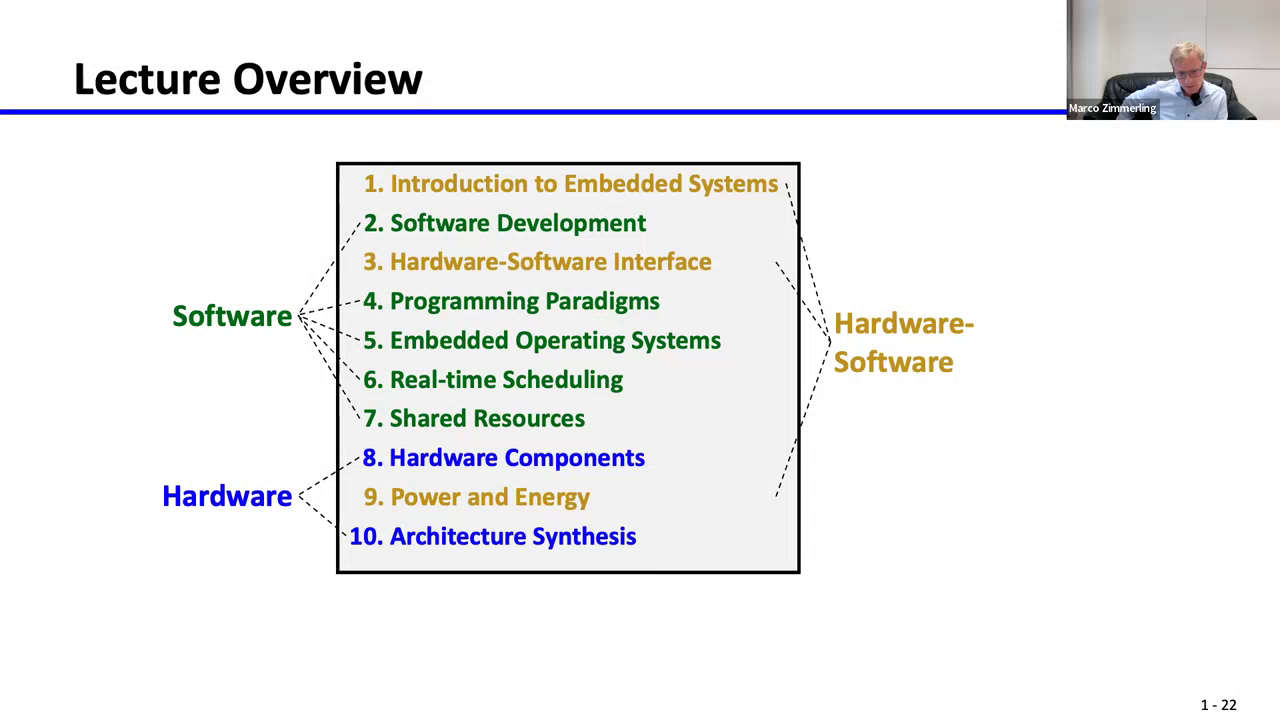 Lecture Overview
Marco Zimmerling
1. Introduction to Embedded Systems
2. Software Development
3. Hardware-Software Interface
4. Programming Paradigms
5. Embedded Operating Systems
6. Real-time Scheduling
7. Shared Resources
8. Hardware Components
9. Power and Energy
10. Architecture Synthesis
Software
Hardware
Hardware-
Software
1 - 22